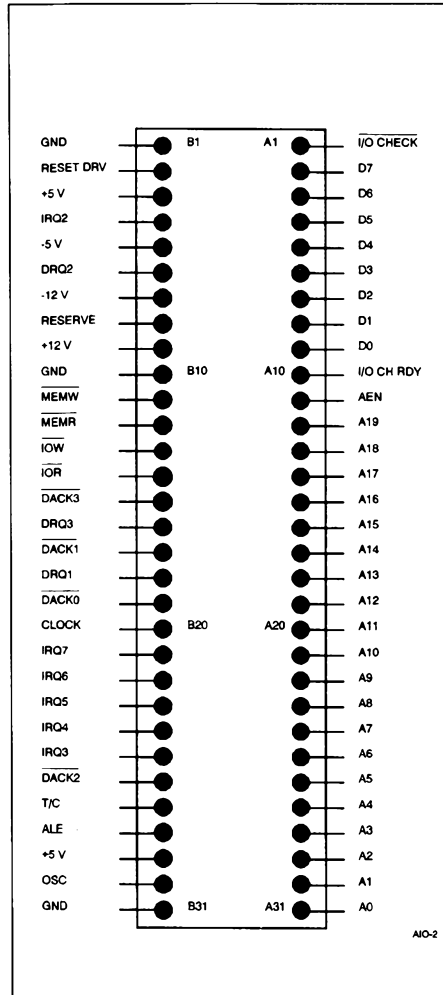 GND B1 A1 I/O CHECK
RESET DRV D7
+5 V D6
IRQ2 D5
-5 V D4
DRQ2 D3
-12 V D2
RESERVE D1
+12 V D0
GND B10 A10 I/O CH RDY
MEMW AEN
MEMR A19
IOW A18
IOR A17
DACK3 A16
DRQ3 A15
DACK1 A14
DRQ1 A13
DACK0 A12
CLOCK B20 A20 A11
IRQ7 A10
IRQ6 A9
IRQ5 A8
IRQ4 A7
IRQ3 A6
DACK2 A5
T/C A4
ALE A3
+5 V A2
OSC A1
GND B31 A31 A0
AIO-2